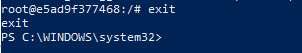 root@e5ad9f377468:/# exit
exit
PS C:\WINDOWS\system32>